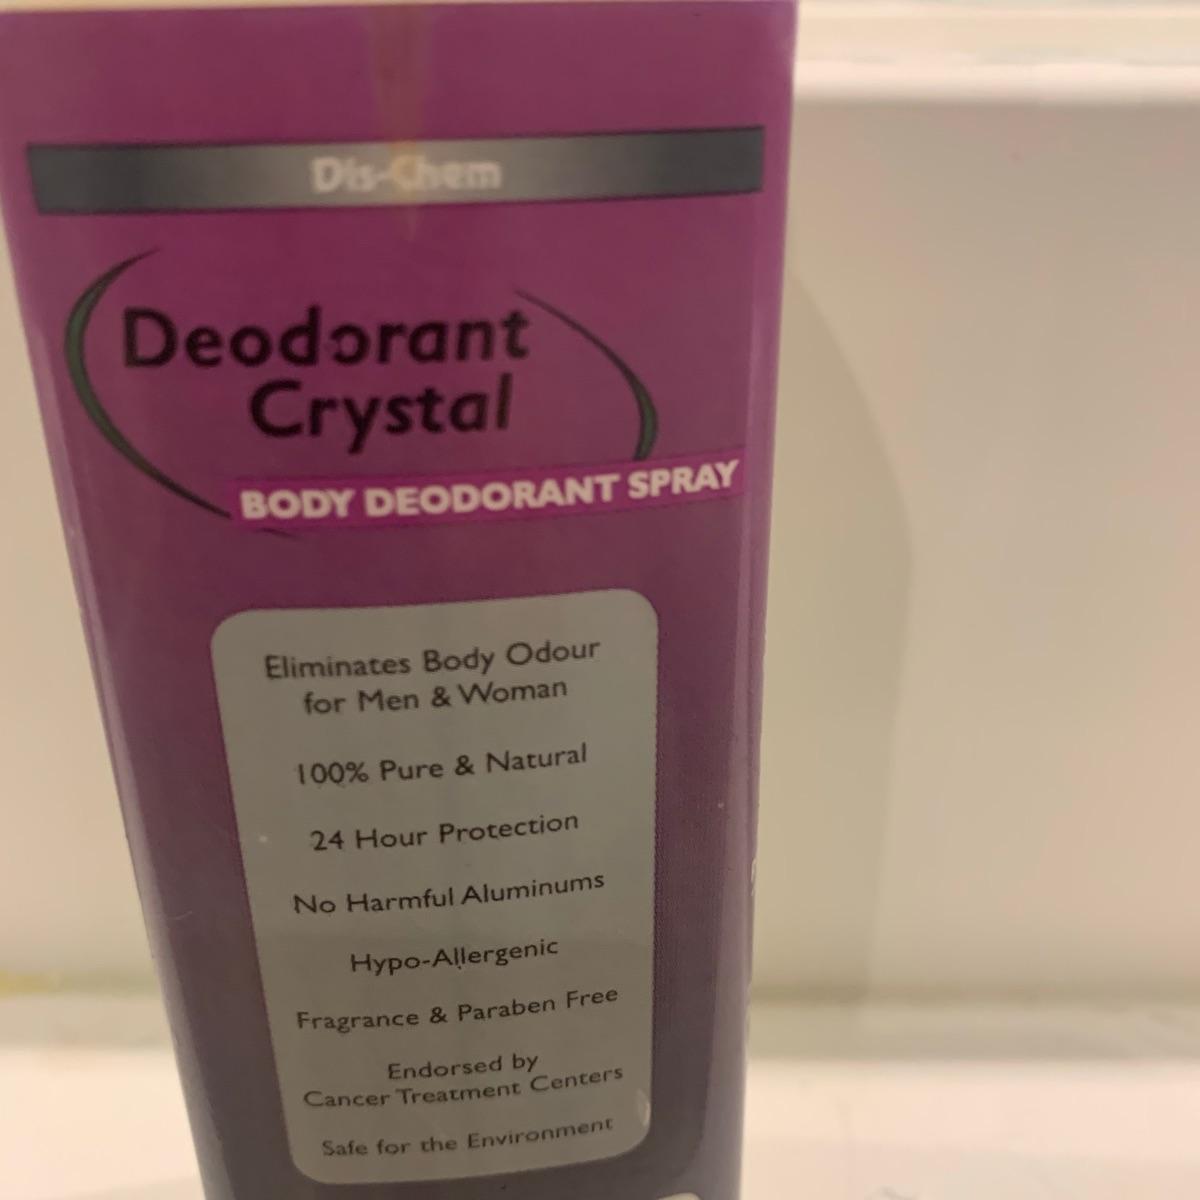 Dis-Chem
Deodorant
Crystal
BODY DEODORANT SPRAY
Eliminates Body Odour
for Men & Woman
100% Pure & Natural
24 Hour Protection
No Harmful Aluminums
Hypo-Allergenic
Fragrance & Paraben Free
Endorsed by
Cancer Treatment Centers
Safe for the Environment